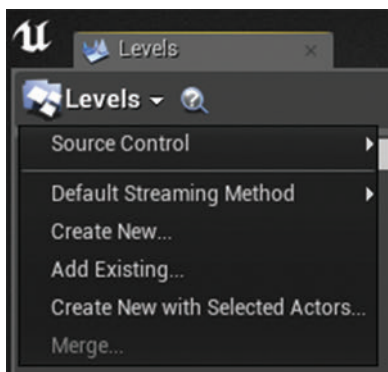 Levels
Levels
Source Control
Default Streaming Method
Create New...
Add Existing...
Create New with Selected Actors...
Merge...